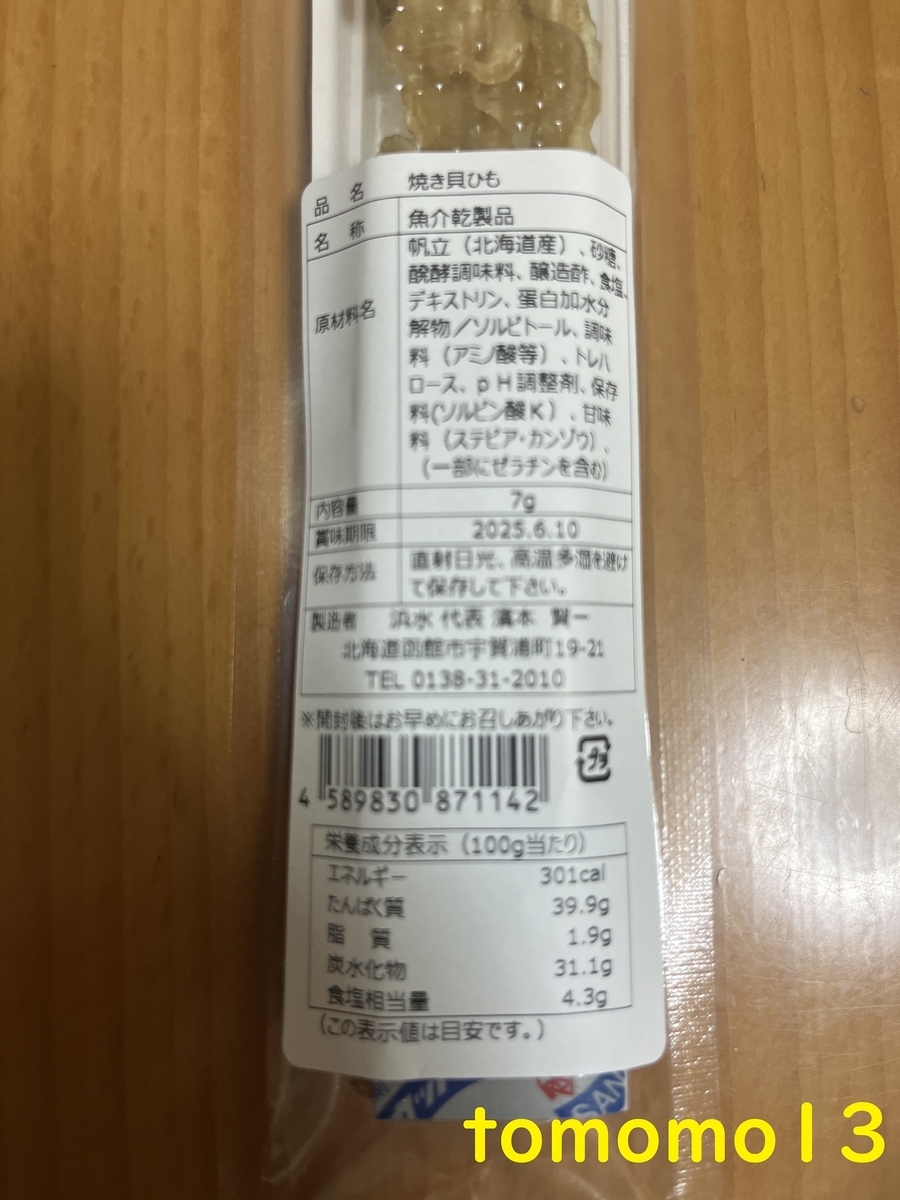 品 名 焼き貝ひも
名 称 魚介乾製品
原材料名 帆立（北海道産）、砂糖、
醗酵調味料、醸造酢、食塩、
デキストリン、蛋白加水分
解物／ソルビトール、調味
料（アミノ酸等）、トレハ
ロース、ｐＨ調整剤、保存
料(ソルビン酸Ｋ）、甘味
料（ステビア・カンゾウ）、
（一部にゼラチンを含む）
内容量 7g
賞味期限 2025.6.10
保存方法 直射日光、高温多湿を避け
て保存して下さい。
製造者 浜水 代表 濱本 賢一
北海道函館市宇賀浦町19-21
TEL 0138-31-2010
※開封後はお早めにお召しあがり下さい。
プラ
4 589830 871142
栄養成分表示（100g当たり）
エネルギー 301cal
たんぱく質 39.9g
脂 質 1.9g
炭水化物 31.1g
食塩相当量 4.3g
（この表示値は目安です。）
SAN
tomomo13